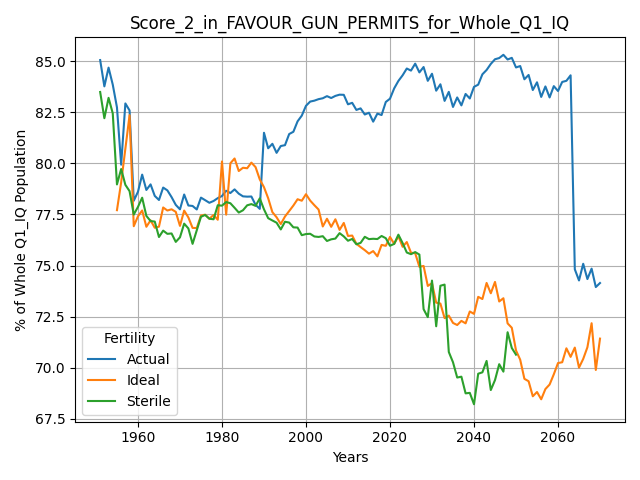 Score_2_in_FAVOUR_GUN_PERMITS_for_Whole_Q1_IQ
% of Whole Q1_IQ Population
85.0
82.5
80.0
77.5
75.0
72.5
70.0
67.5
Fertility
Actual
Ideal
Sterile
1960 1980 2000 2020 2040 2060
Years